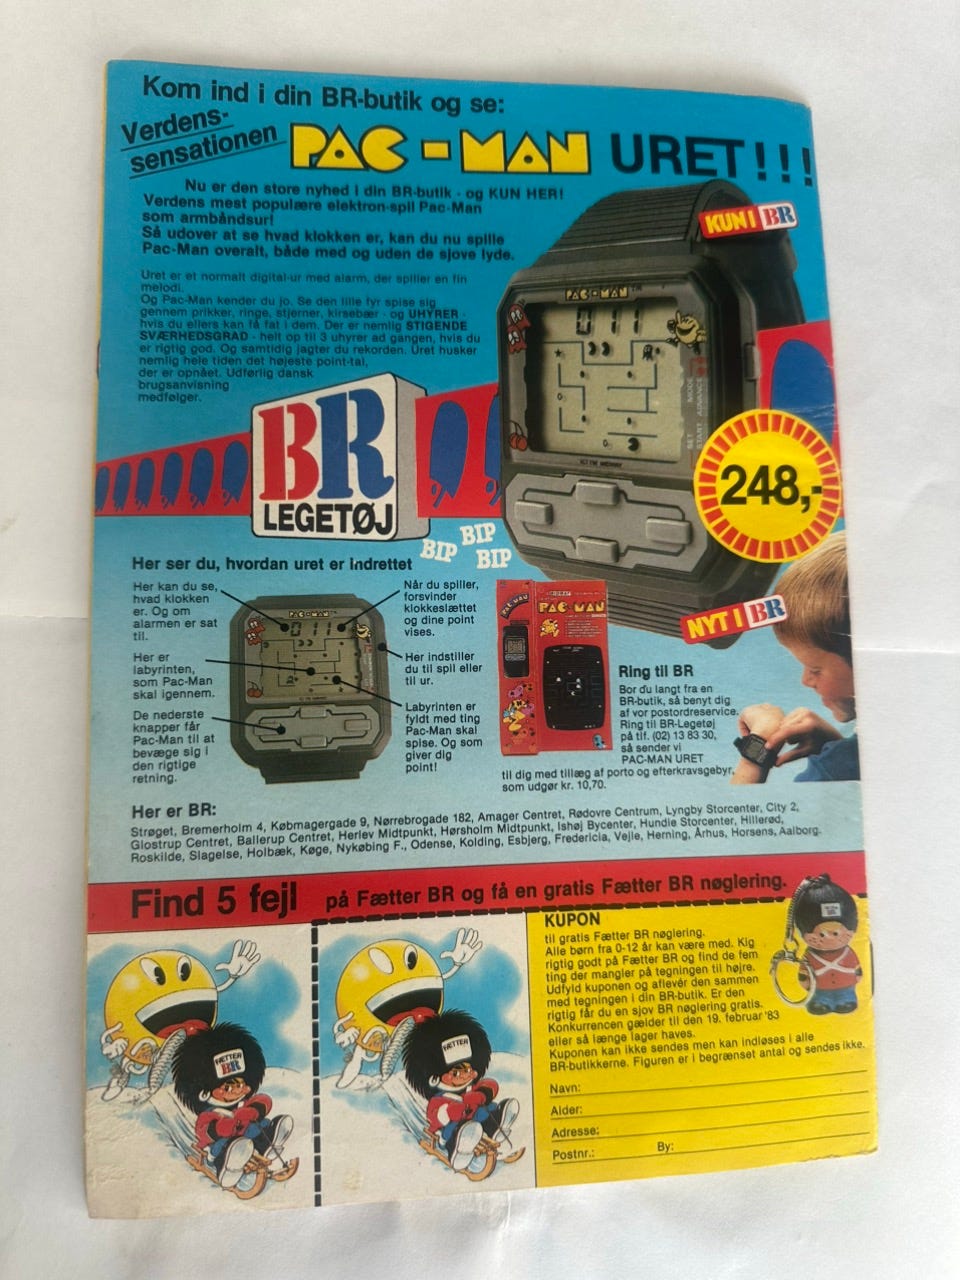 Kom ind i din BR-butik og se:
Verdens-
sensationen
PAC-MAN URET!!!
Nu er den store nyhed i din BR-butik - og KUN HER!
Verdens mest populære elektron-spil Pac-Man
som armbåndsur!
Så udover at se hvad klokken er, kan du nu spille
Pac-Man overalt, både med og uden de sjove lyde.
Uret er et normalt digital-ur med alarm, der spiller en fin
melodi.
Og Pac-Man kender du jo. Se den lille fyr spise sig
gennem prikker, ringe, stjerner, kirsebær - og UHYRER -
hvis du ellers kan få fat i dem. Der er nemlig STIGENDE
SVÆRHEDSGRAD - helt op til 3 uhyrer ad gangen, hvis du
er rigtig god. Og samtidig jagter du rekorden. Uret husker
nemlig hele tiden det højeste point-tal,
der er opnået. Udførlig dansk
brugsanvisning
medfølger.
KUN I BR
PAC-MAN™
011
MODE
SET
START ADVANCE
BR
LEGETØJ
248,-
BIP
BIP
BIP
NYT I BR
Her ser du, hvordan uret er indrettet
Her kan du se,
hvad klokken
er. Og om
alarmen er sat
til.
Her er
labyrinten,
som Pac-Man
skal igennem.
De nederste
knapper får
Pac-Man til at
bevæge sig i
den rigtige
retning.
PAC-MAN™
011
Når du spiller,
forsvinder
klokkeslættet
og dine point
vises.
Her indstiller
du til spil eller
til ur.
Labyrinten er
fyldt med ting
Pac-Man skal
spise. Og som
giver dig
point!
PAC-MAN
PAC-MAN
Ring til BR
Bor du langt fra en
BR-butik, så benyt dig
af vor postordreservice.
Ring til BR-Legetøj
på tlf. (02) 13 83 30,
så sender vi
PAC-MAN URET
til dig med tillæg af porto og efterkravsgebyr,
som udgør kr. 10,70.
Her er BR:
Strøget, Bremerholm 4, Købmagergade 9, Nørrebrogade 182, Amager Centret, Rødovre Centrum, Lyngby Storcenter, City 2,
Glostrup Centret, Ballerup Centret, Herlev Midtpunkt, Hørsholm Midtpunkt, Ishøj Bycenter, Hundie Storcenter, Hillerød,
Roskilde, Slagelse, Holbæk, Køge, Nykøbing F., Odense, Kolding, Esbjerg, Fredericia, Vejle, Herning, Århus, Horsens, Aalborg.
Find 5 fejl på Fætter BR og få en gratis Fætter BR nøglering.
FÆTTER
BR
FÆTTER
KUPON
til gratis Fætter BR nøglering.
Alle børn fra 0-12 år kan være med. Kig
rigtig godt på Fætter BR og find de fem
ting der mangler på tegningen til højre.
Udfyld kuponen og aflevér den sammen
med tegningen i din BR-butik. Er den
rigtig får du en sjov BR nøglering gratis.
Konkurrencen gælder til den 19. februar '83
eller så længe lager haves.
Kuponen kan ikke sendes men kan indløses i alle
BR-butikkerne. Figuren er i begrænset antal og sendes ikke.
Navn:
Alder:
Adresse:
Postnr.: By: